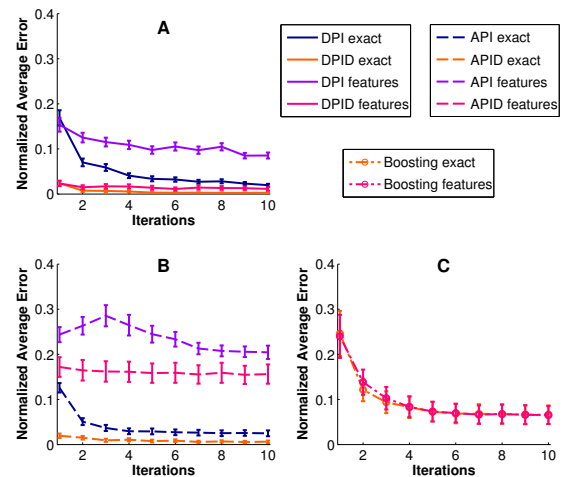 A
0.4
0.3
0.2
0.1
0
2 4 6 8 10
Iterations
Normalized Average Error
DPI exact
DPID exact
DPI features
DPID features
API exact
APID exact
API features
APID features
Boosting exact
Boosting features
B
0.4
0.3
0.2
0.1
0
2 4 6 8 10
Iterations
Normalized Average Error
C
0.4
0.3
0.2
0.1
0
2 4 6 8 10
Iterations
Normalized Average Error